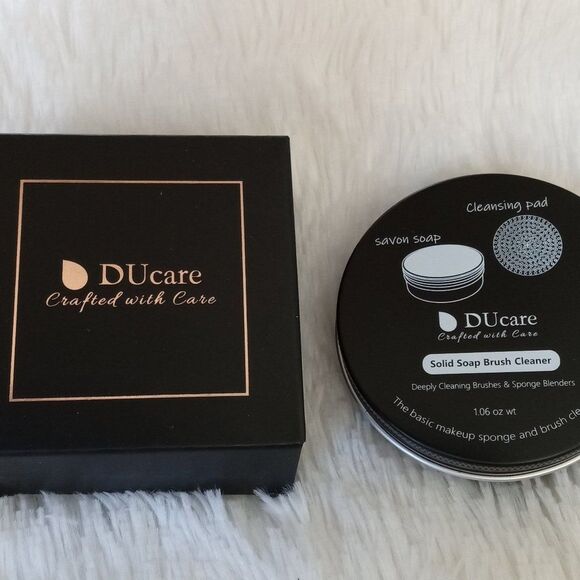 DUcare
Crafted with Care
Cleansing pad
savon soap
DUcare
Crafted with Care
Solid Soap Brush Cleaner
Deeply Cleaning Brushes & Sponge Blenders
1.06 oz wt
The basic makeup sponge and brush cle